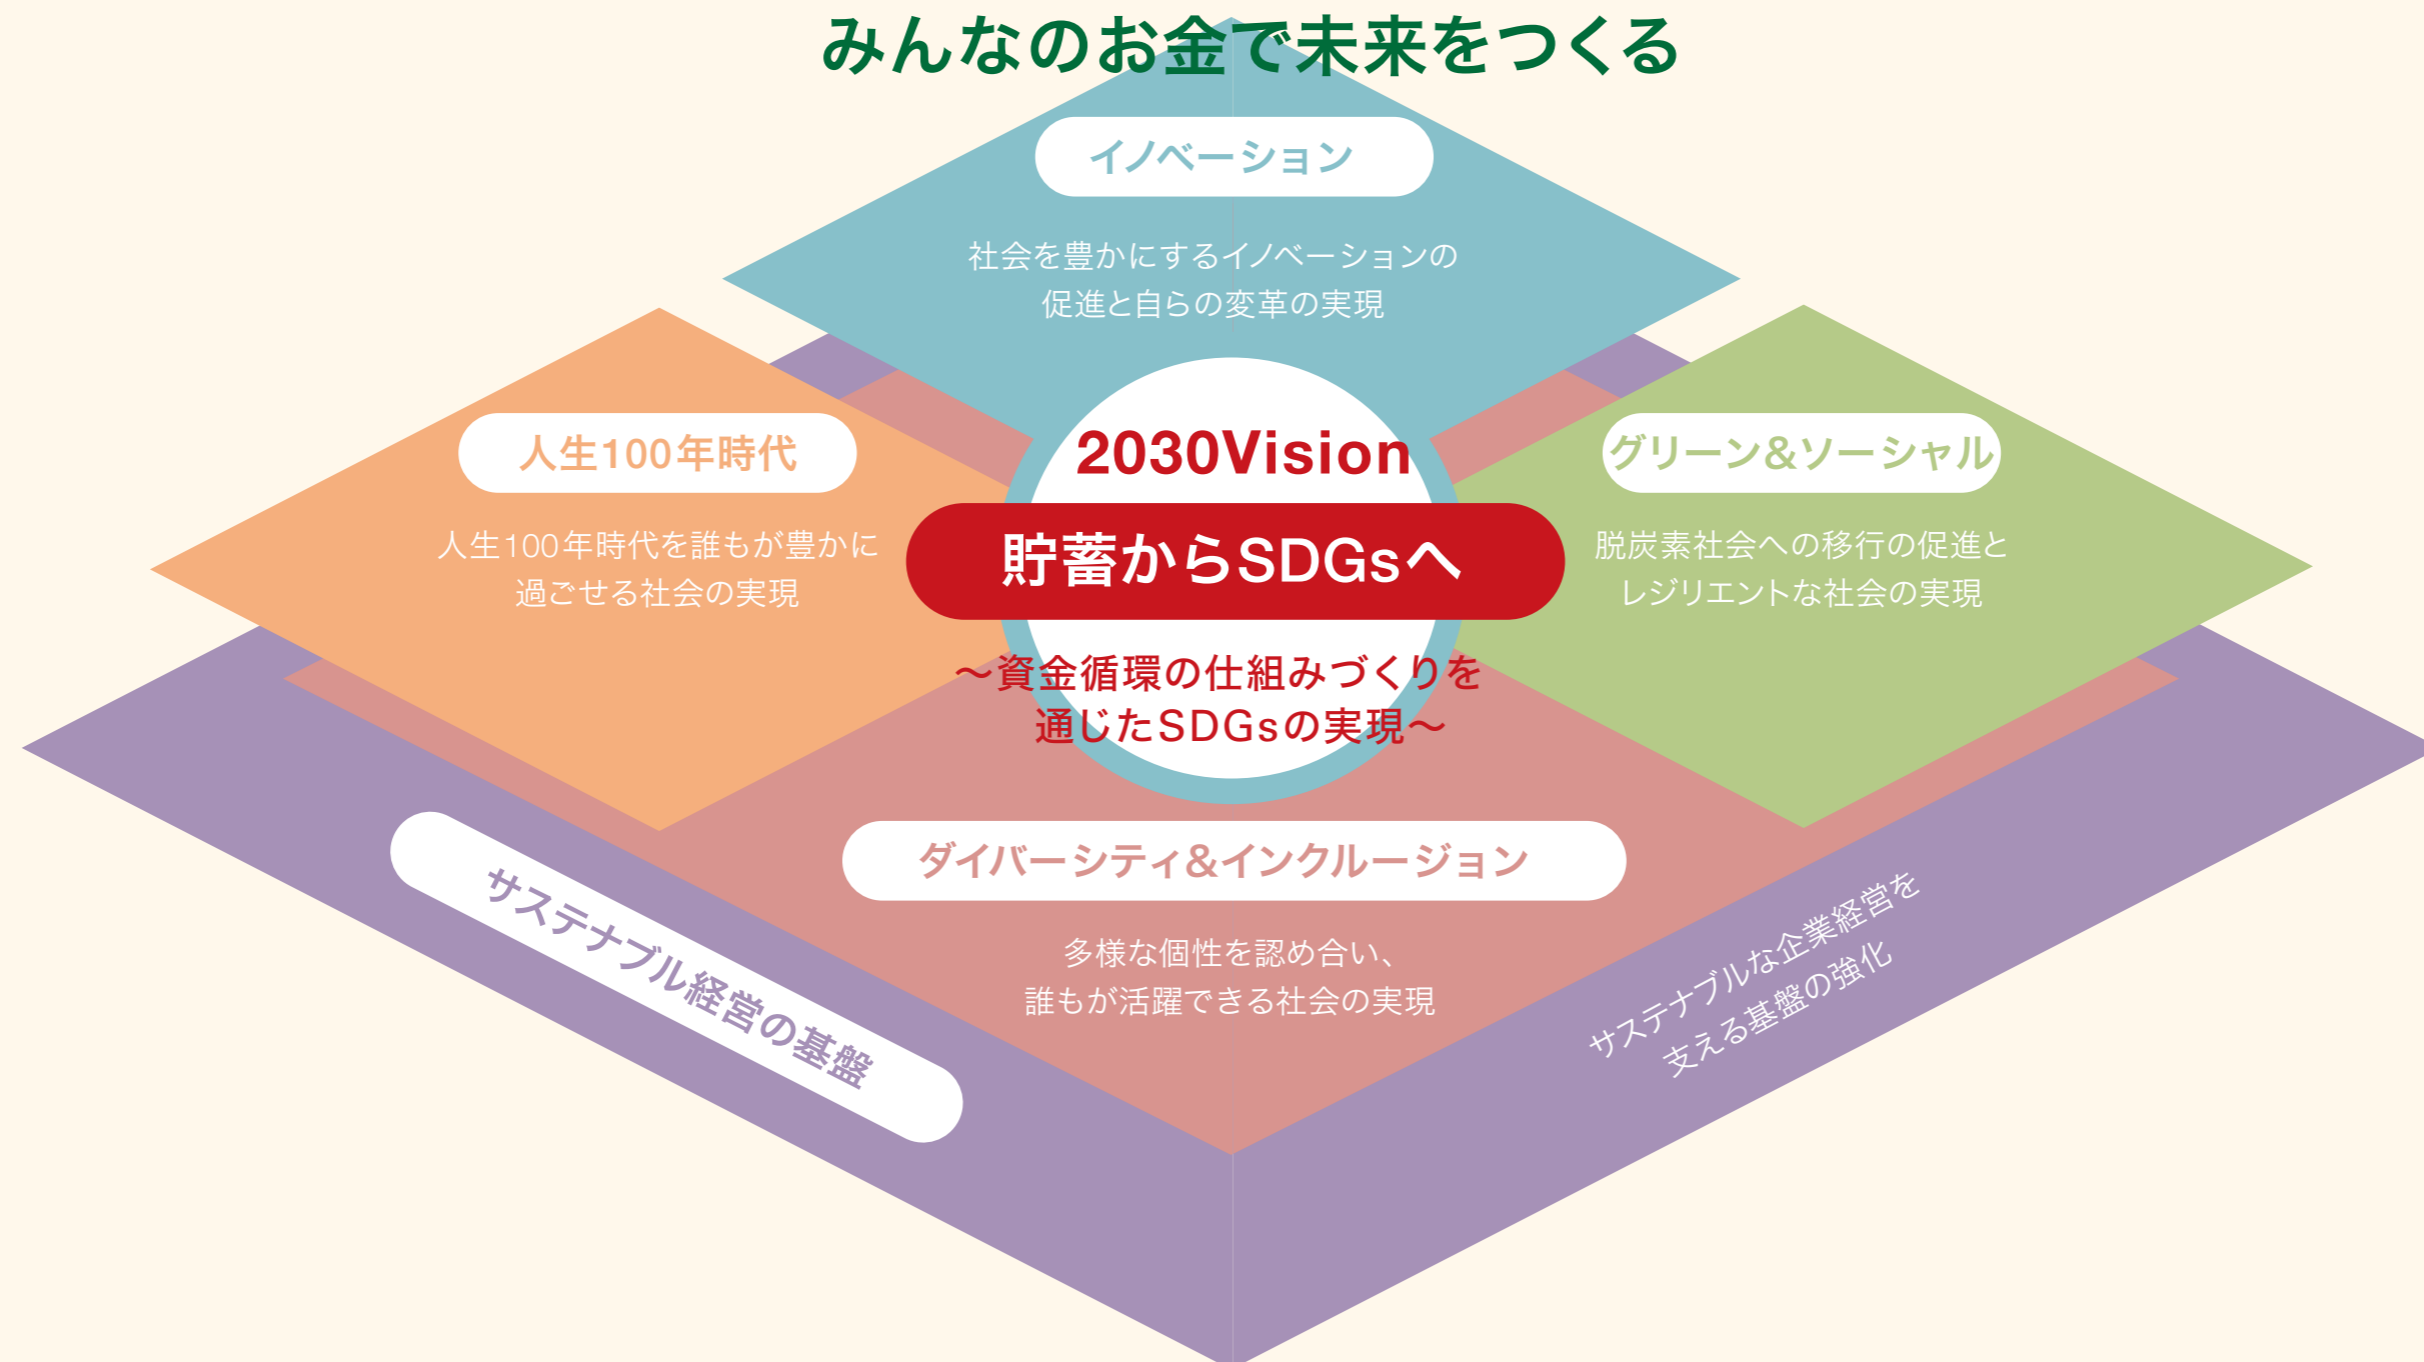 みんなのお金で未来をつくる
イノベーション
社会を豊かにするイノベーションの
促進と自らの変革の実現
人生100年時代
人生100年時代を誰もが豊かに
過ごせる社会の実現
2030Vision
貯蓄からSDGsへ
～資金循環の仕組みづくりを
通じたSDGsの実現～
グリーン&ソーシャル
脱炭素社会への移行の促進と
レジリエントな社会の実現
ダイバーシティ&インクルージョン
多様な個性を認め合い、
誰もが活躍できる社会の実現
サステナブル経営の基盤
サステナブルな企業経営を
支える基盤の強化